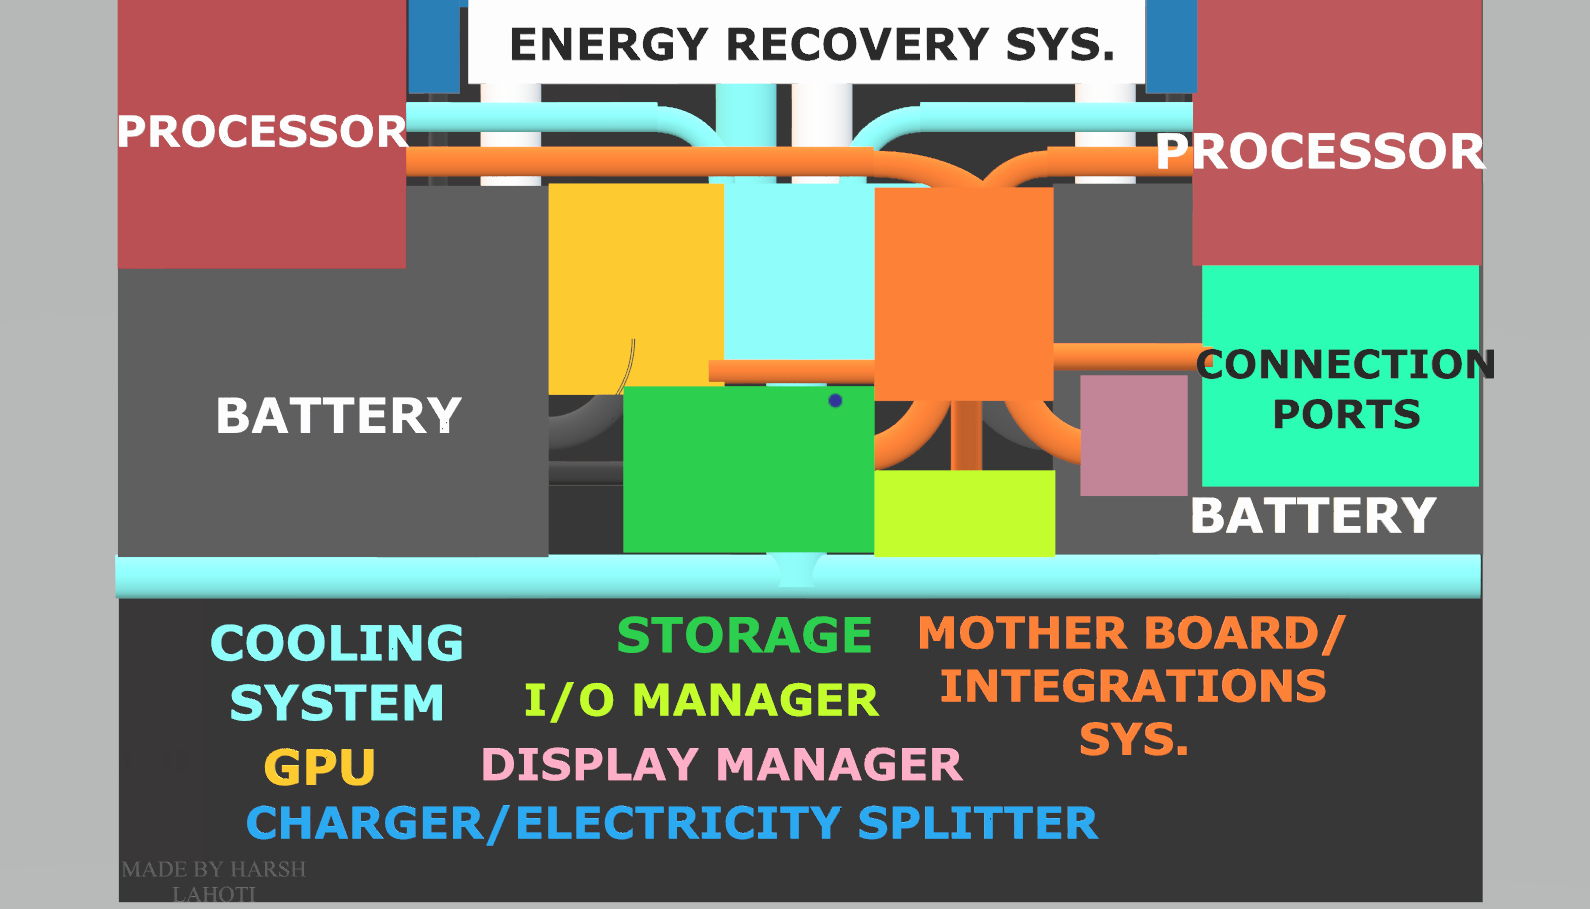 ENERGY RECOVERY SYS.
PROCESSOR
PROCESSOR
CONNECTION
PORTS
BATTERY
BATTERY
COOLING
SYSTEM
STORAGE
MOTHER BOARD/
INTEGRATIONS
SYS.
I/O MANAGER
GPU
DISPLAY MANAGER
CHARGER/ELECTRICITY SPLITTER
MADE BY HARSH
LAHOTI